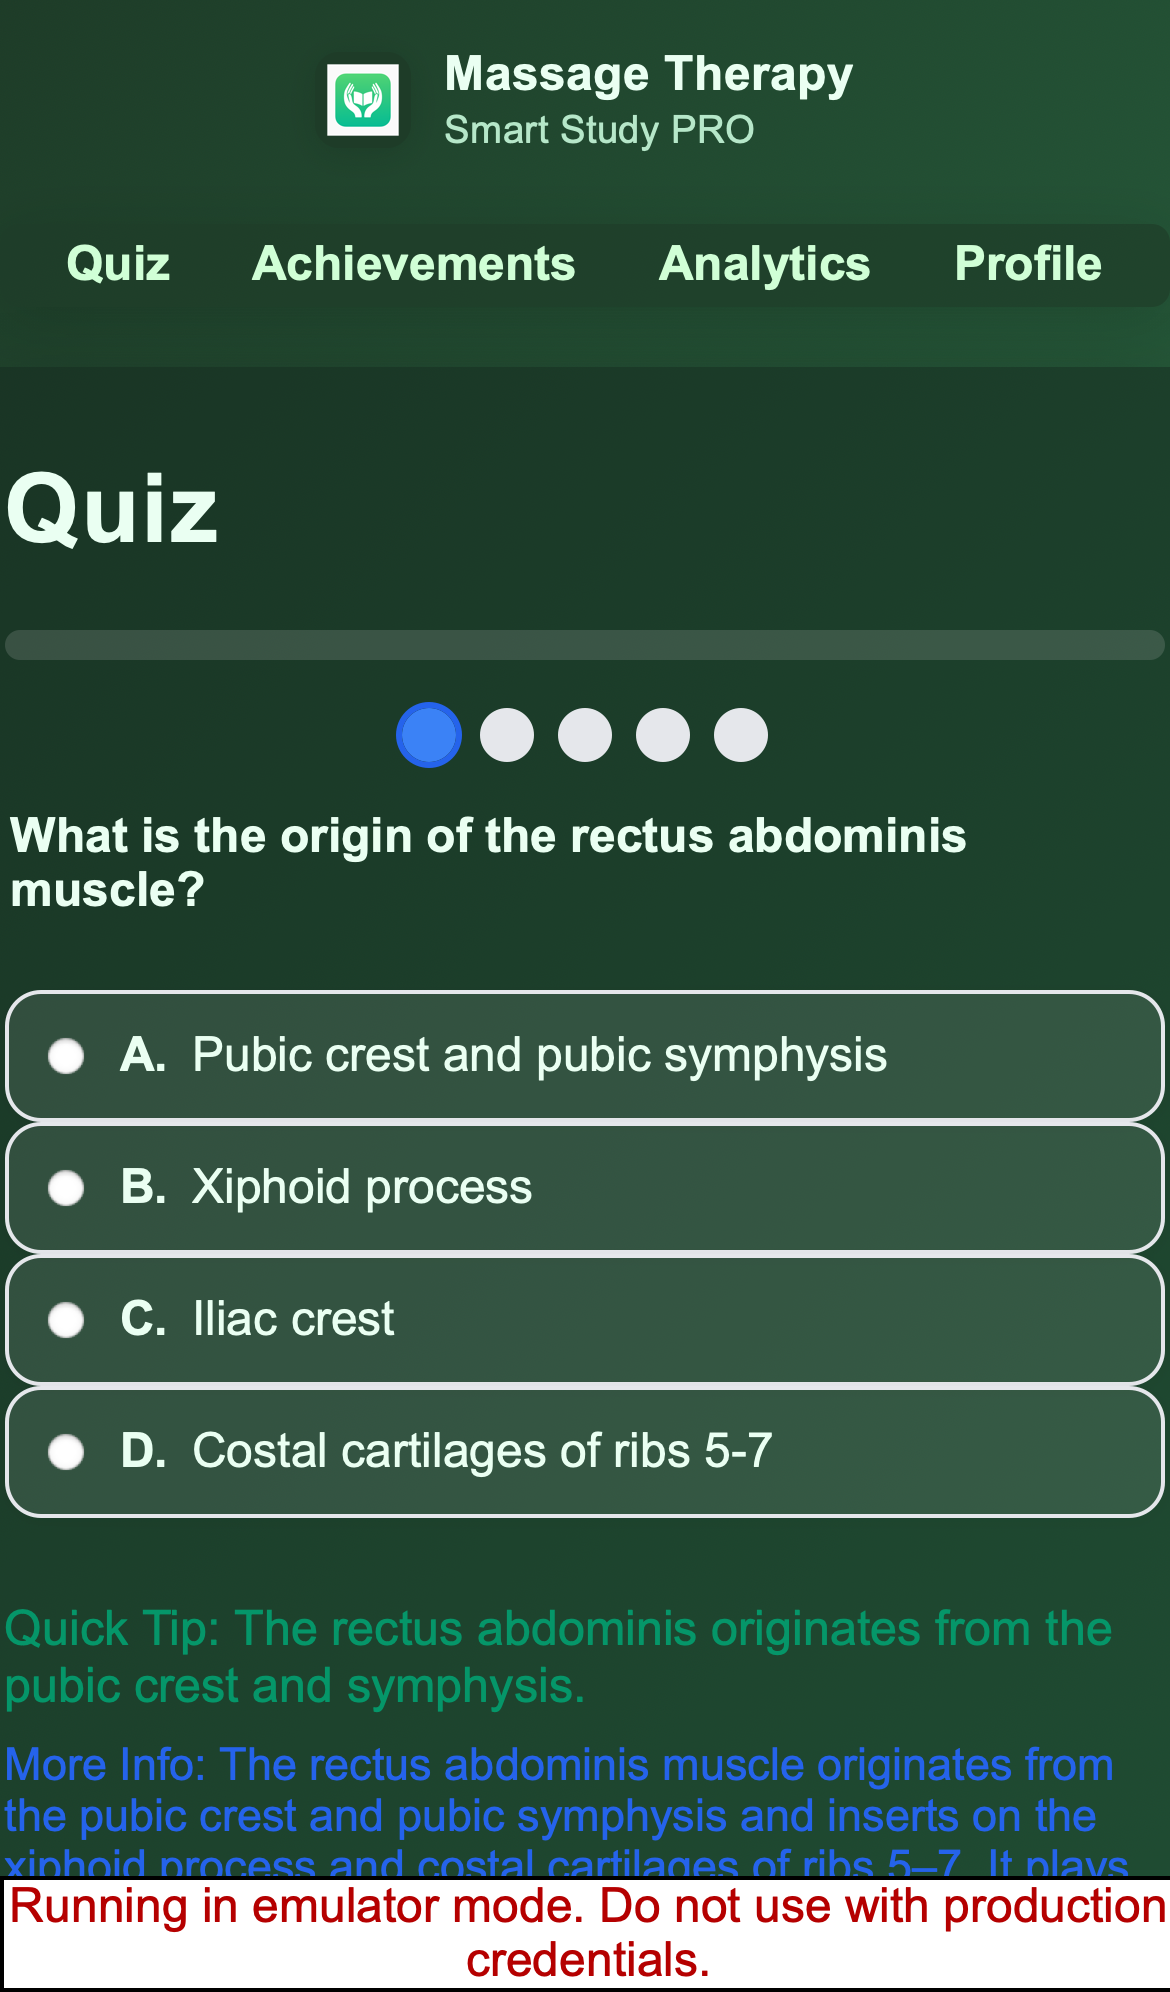 Massage Therapy
Smart Study PRO
Quiz Achievements Analytics Profile
Quiz
What is the origin of the rectus abdominis
muscle?
A. Pubic crest and pubic symphysis
B. Xiphoid process
C. Iliac crest
D. Costal cartilages of ribs 5-7
Quick Tip: The rectus abdominis originates from the
pubic crest and symphysis.
More Info: The rectus abdominis muscle originates from
the pubic crest and pubic symphysis and inserts on the
xiphoid process and costal cartilages of ribs 5–7. It plays
Running in emulator mode. Do not use with production
credentials.